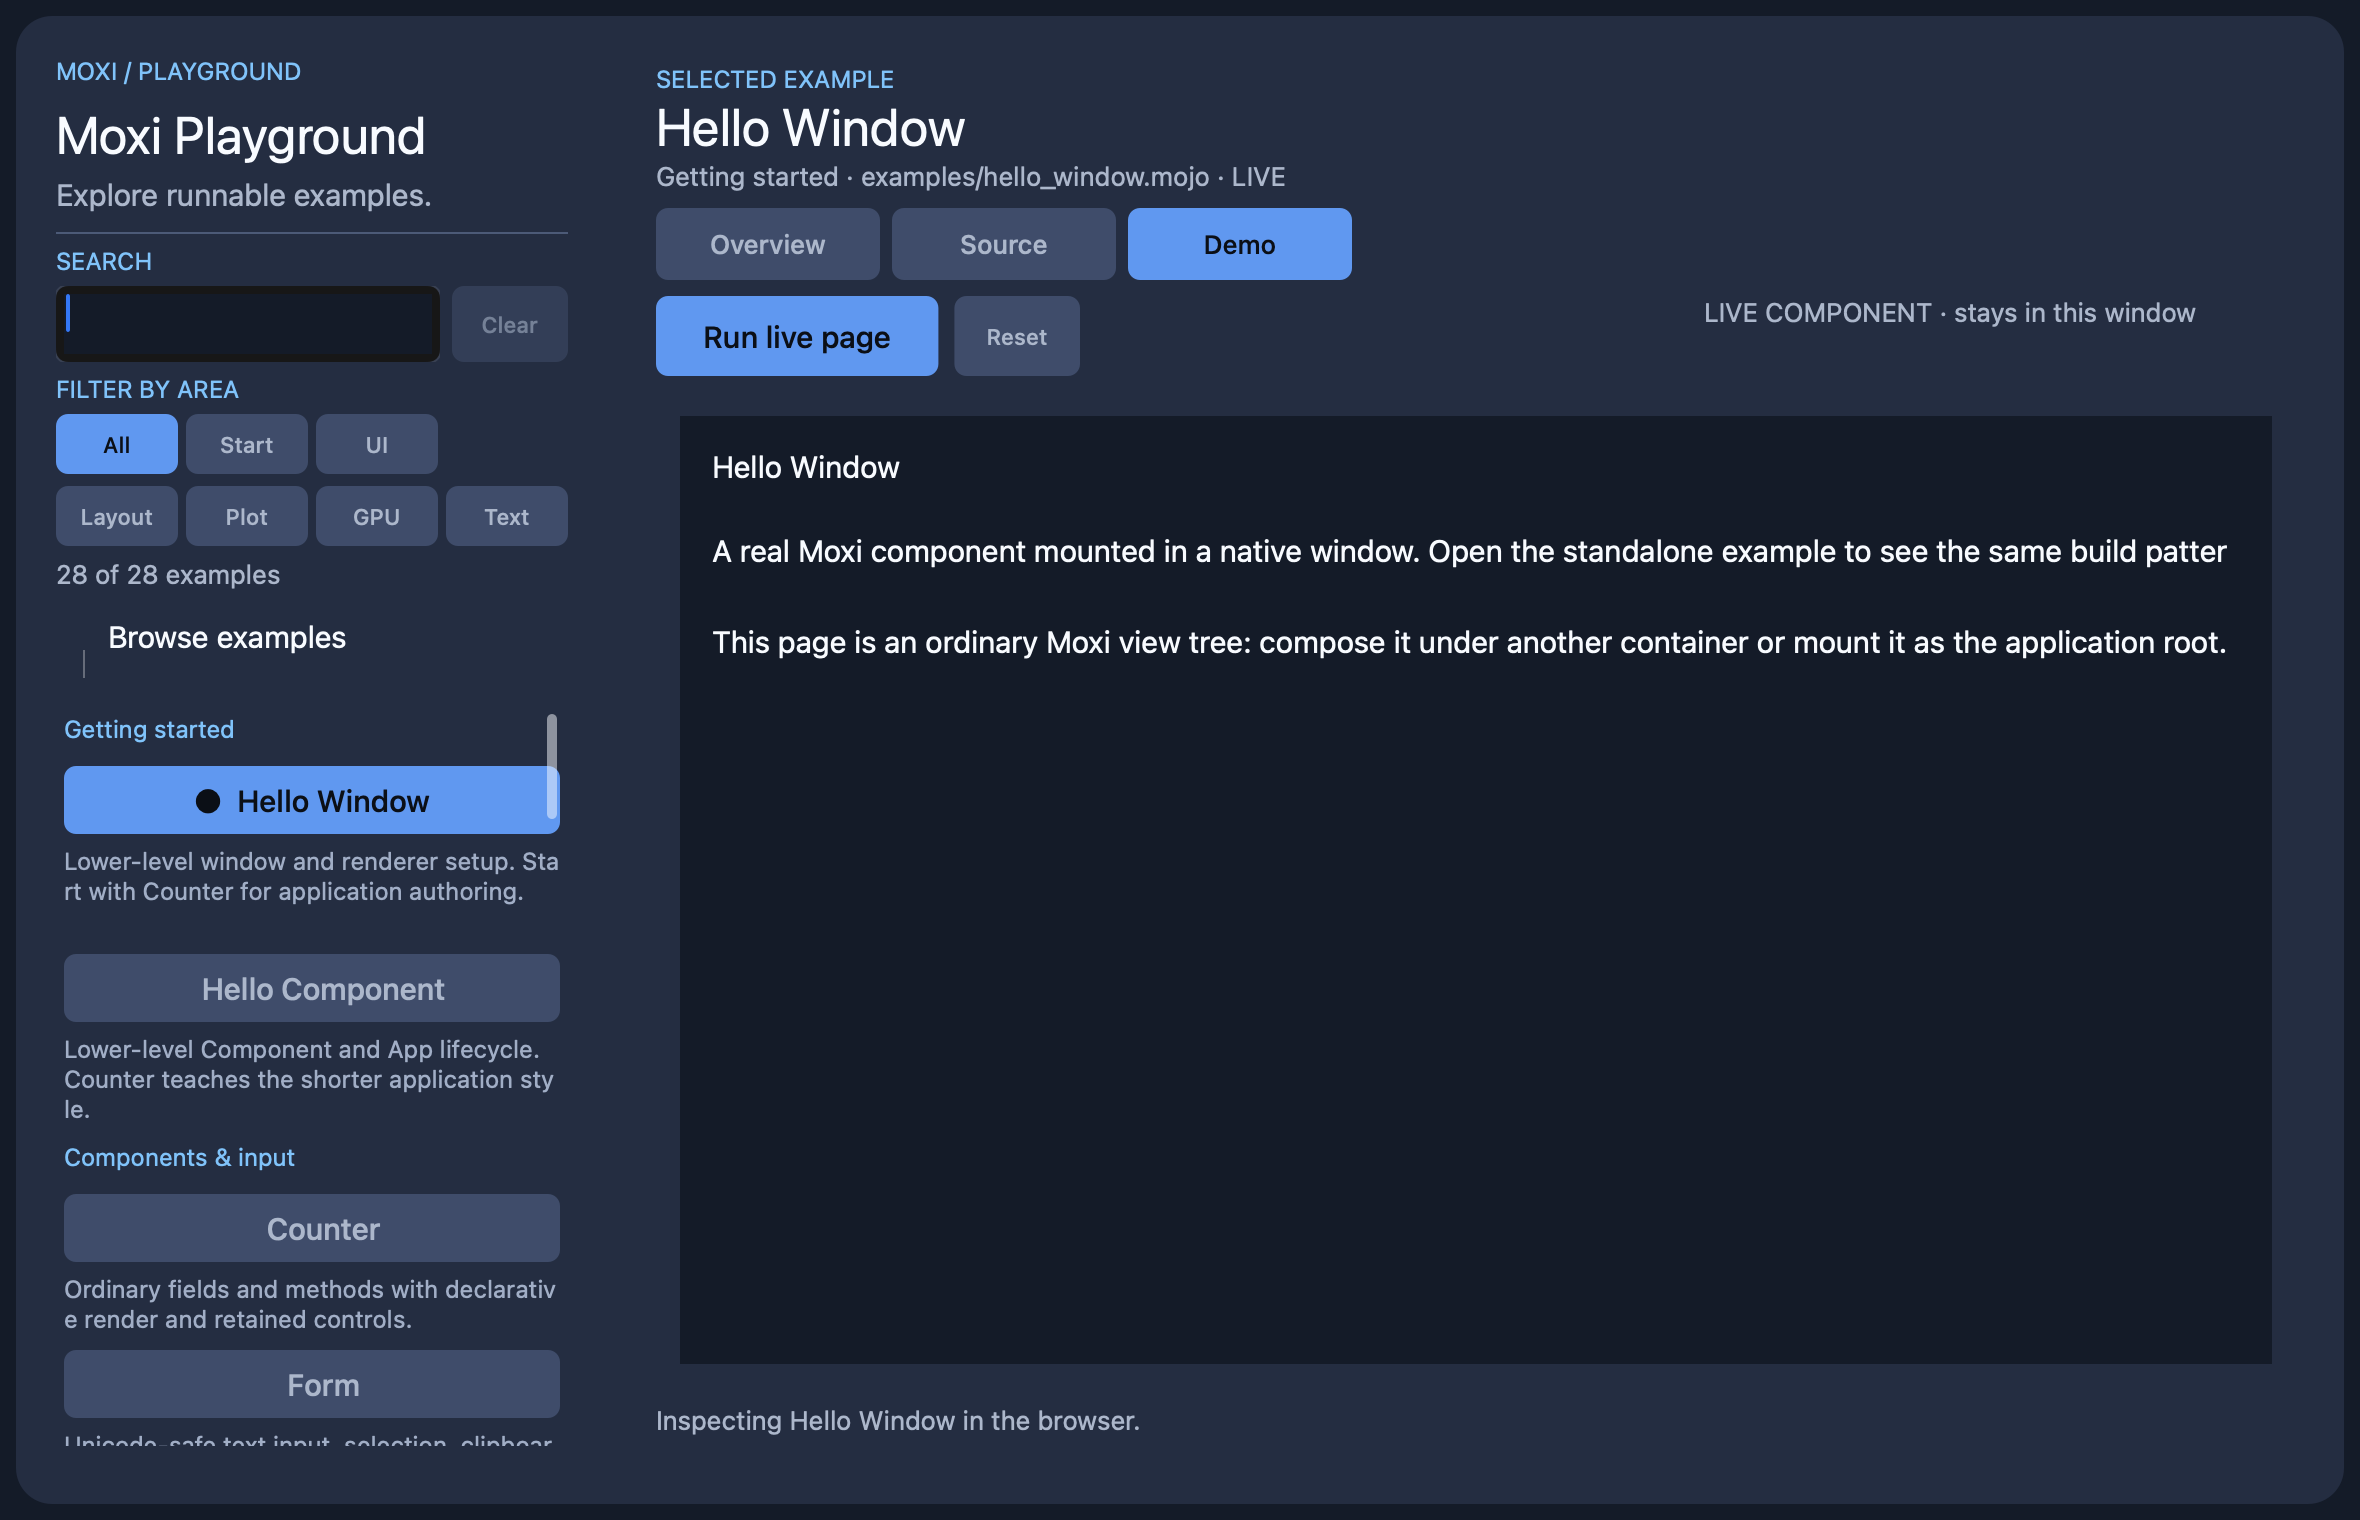 MOXI / PLAYGROUND
Moxi Playground
Explore runnable examples.
SEARCH
Clear
FILTER BY AREA
All
Start
UI
Layout
Plot
GPU
Text
28 of 28 examples
Browse examples
Getting started
Hello Window
Lower-level window and renderer setup. Sta
rt with Counter for application authoring.
Hello Component
Lower-level Component and App lifecycle.
Counter teaches the shorter application sty
le.
Components & input
Counter
Ordinary fields and methods with declarativ
e render and retained controls.
Form
Unicode-safe text input, selection, clipboar
SELECTED EXAMPLE
Hello Window
Getting started · examples/hello_window.mojo · LIVE
Overview
Source
Demo
Run live page
Reset
LIVE COMPONENT · stays in this window
Hello Window
A real Moxi component mounted in a native window. Open the standalone example to see the same build patter
This page is an ordinary Moxi view tree: compose it under another container or mount it as the application root.
Inspecting Hello Window in the browser.